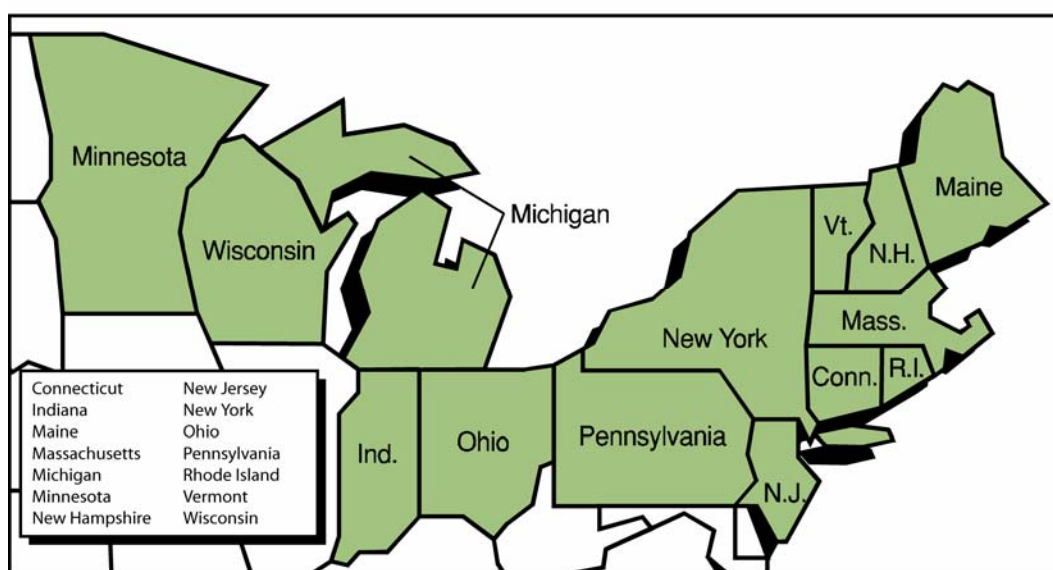 Minnesota
Wisconsin
Michigan
Maine
Vt.
N.H.
New York
Mass.
Conn.
R.I.
Ind.
Ohio
Pennsylvania
N.J.
Connecticut
Indiana
Maine
Massachusetts
Michigan
Minnesota
New Hampshire
New Jersey
New York
Ohio
Pennsylvania
Rhode Island
Vermont
Wisconsin